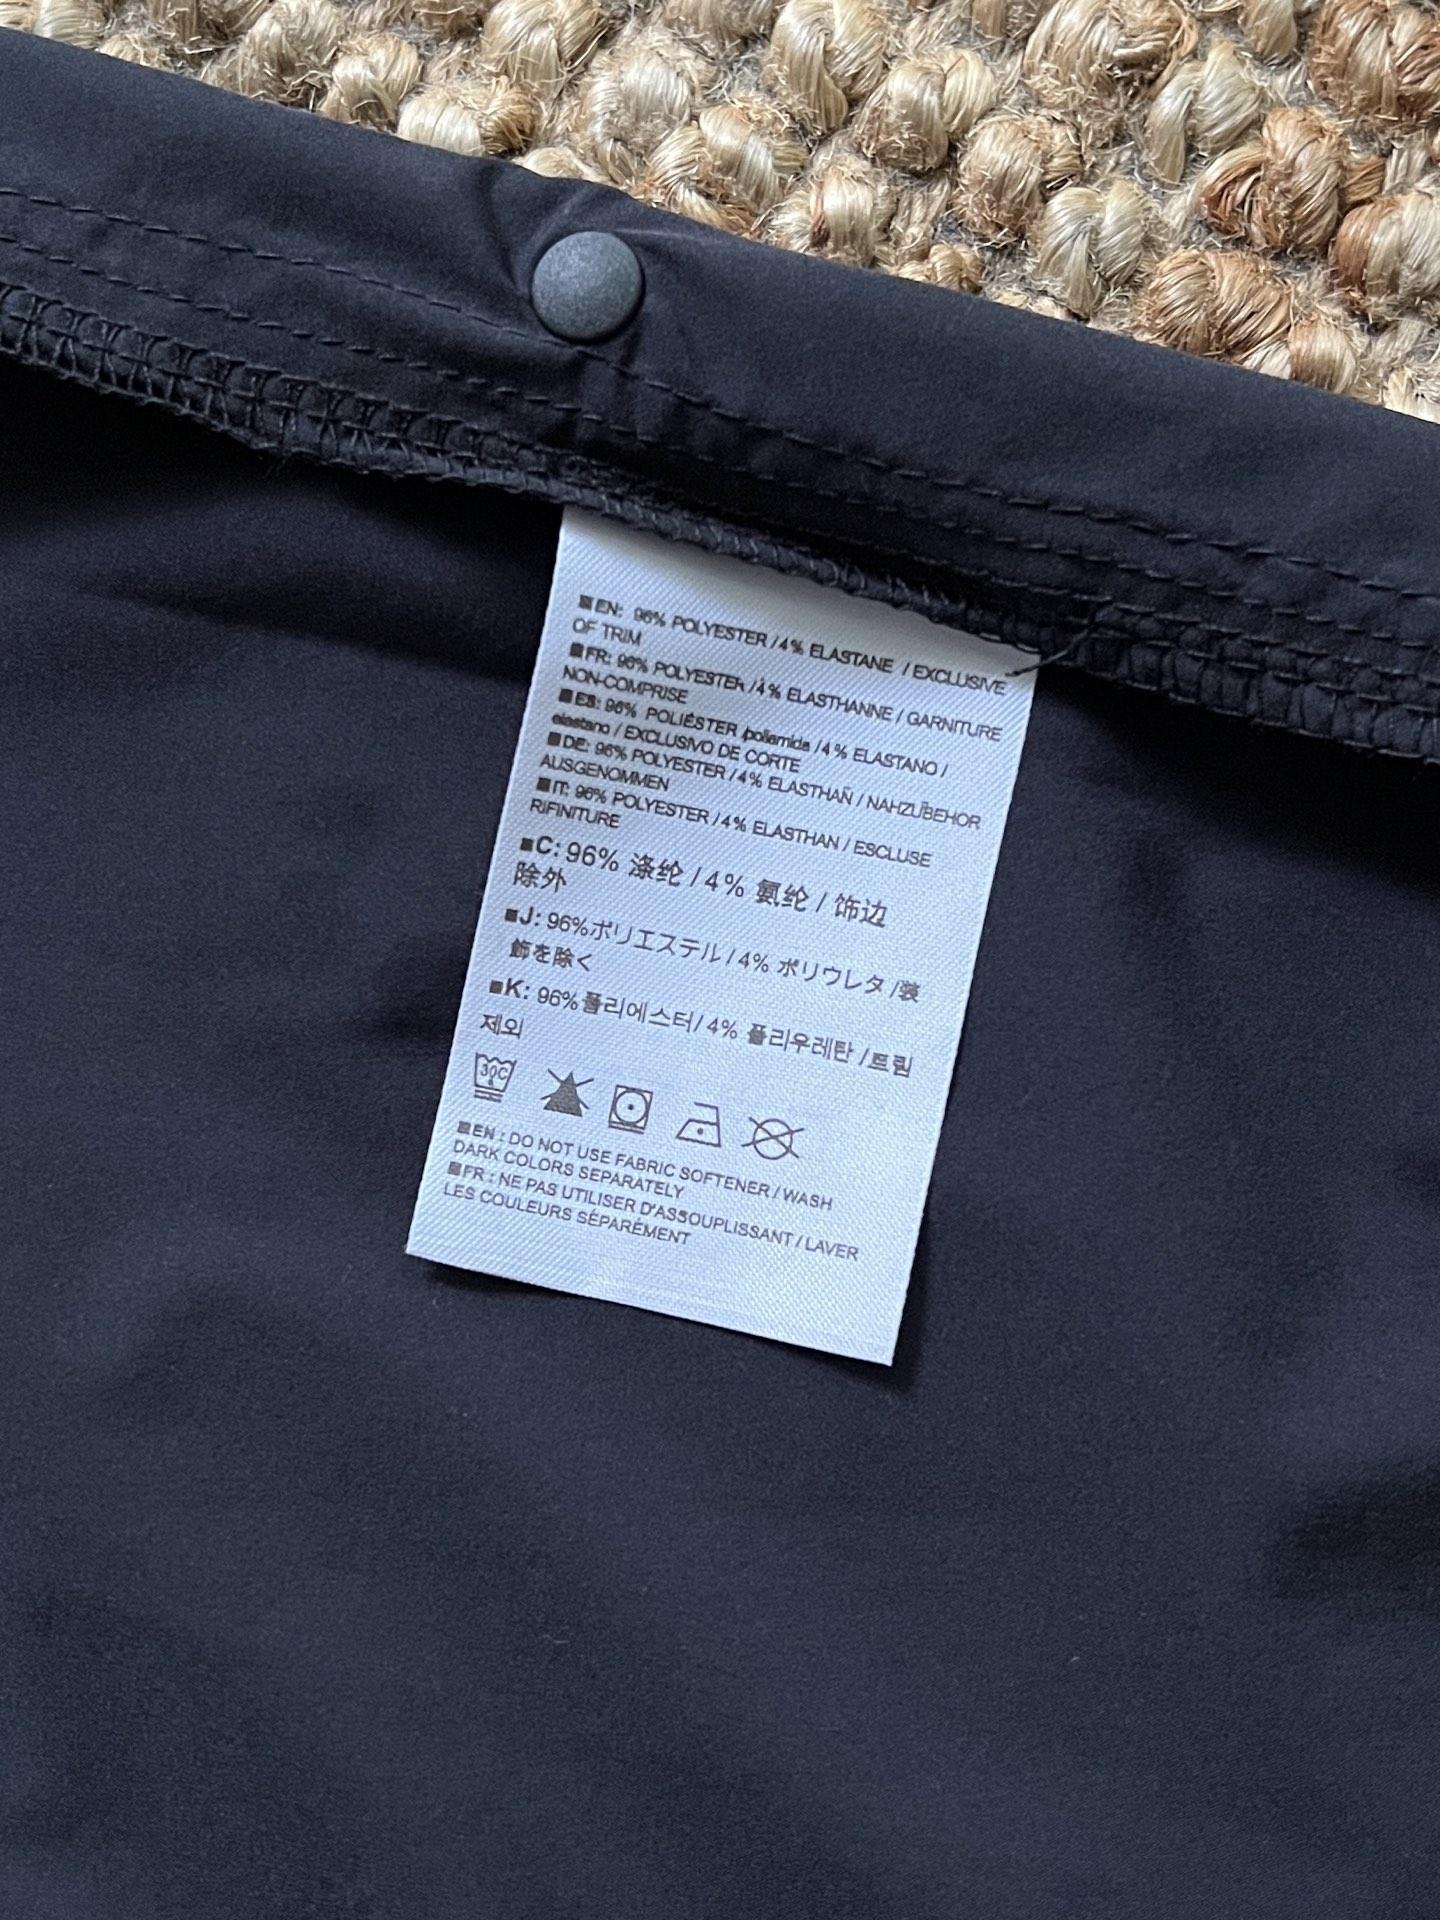 ■EN: 96% POLYESTER / 4% ELASTANE / EXCLUSIVE
OF TRIM
■FR: 96% POLYESTER / 4% ELASTHANNE / GARNITURE
NON-COMPRISE
■ES: 96% POLIÉSTER /poliamida / 4% ELASTANO /
elastano / EXCLUSIVO DE CORTE
■DE: 96% POLYESTER / 4% ELASTHAÑ / NAHZUBEHOR
AUSGENOMMEN
■IT: 96% POLYESTER / 4% ELASTHAN / ESCLUSE
RIFINITURE
■C: 96% 涤纶 / 4% 氨纶 / 饰边
除外
■J: 96%ポリエステル / 4% ポリウレタ /装
飾を除く
■K: 96%폴리에스터/ 4% 폴리우레탄 /트림
제외
30C
■EN : DO NOT USE FABRIC SOFTENER / WASH
DARK COLORS SEPARATELY
■FR : NE PAS UTILISER D'ASSOUPLISSANT / LAVER
LES COULEURS SÉPARÉMENT